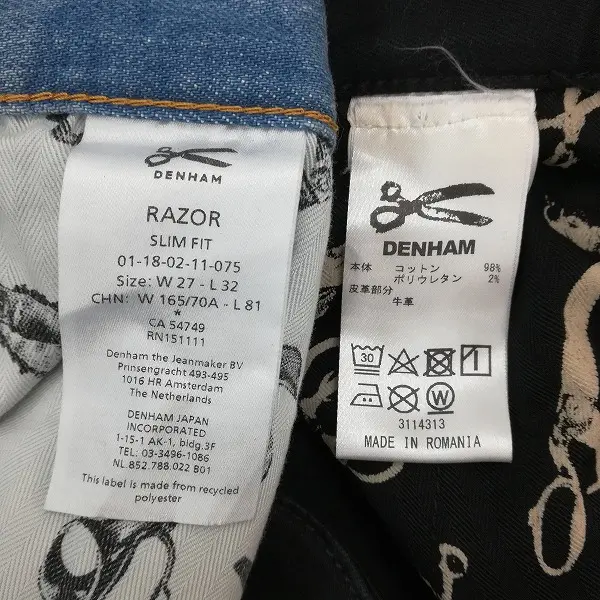 DENHAM
RAZOR
SLIM FIT
01-18-02-11-075
Size: W 27 - L 32
CHN: W 165/70A - L 81
*
CA 54749
RN151111
Denham the Jeanmaker BV
Prinsengracht 493-495
1016 HR Amsterdam
The Netherlands
DENHAM JAPAN
INCORPORATED
1-15-1 AK-1, bldg.3F
TEL: 03-3496-1086
NL 852.788.022 B01
This label is made from recycled
polyester
DENHAM
本体 コットン 98%
ポリウレタン 2%
皮革部分
牛革
30
W
3114313
MADE IN ROMANIA